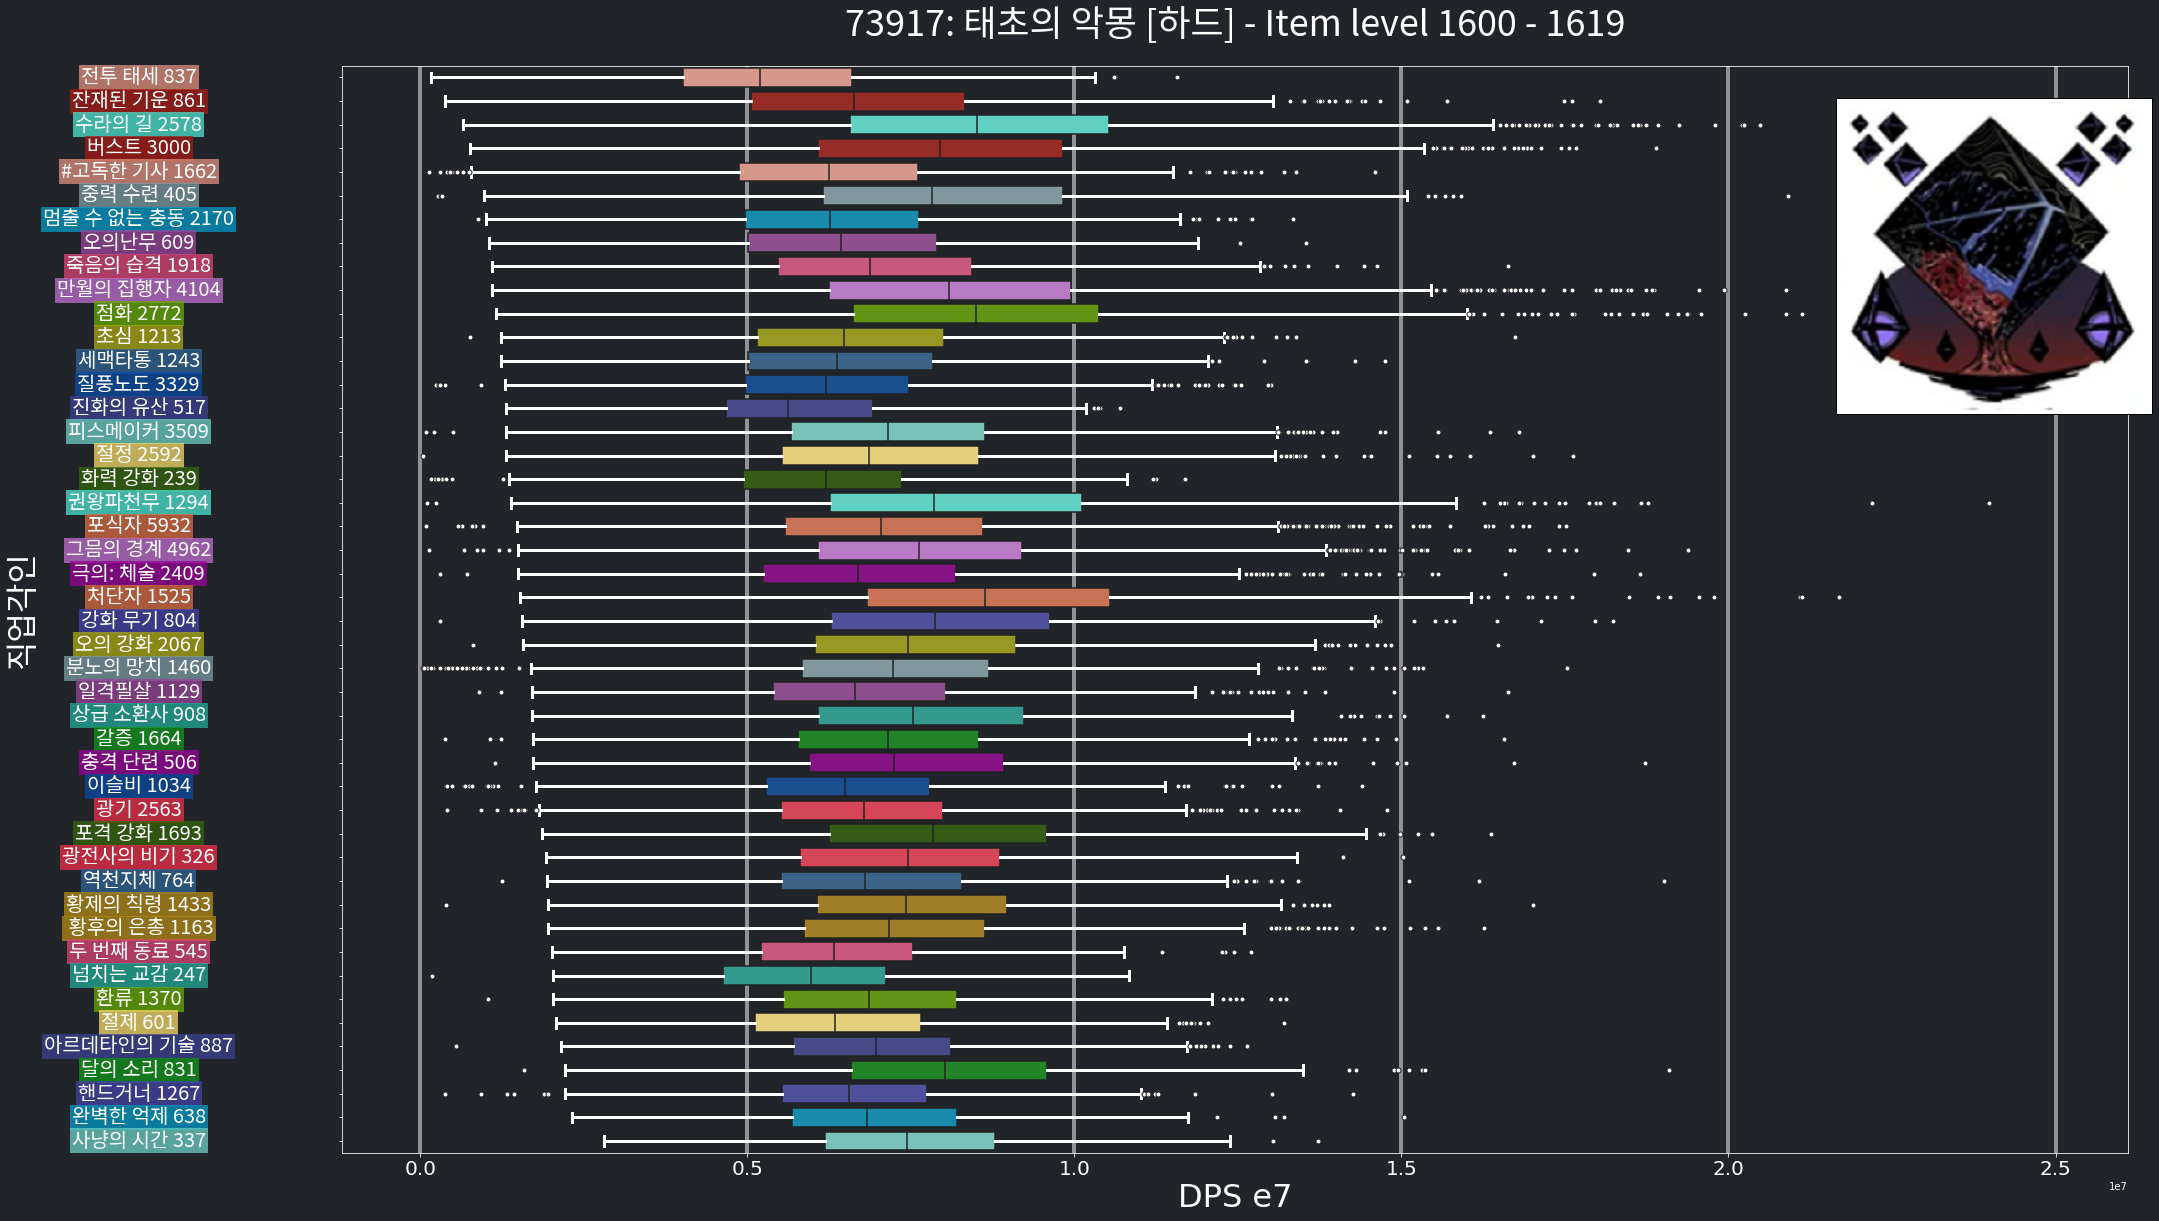 73917: 태초의 악몽 [하드] - Item level 1600 - 1619
전투 태세 837
잔재된 기운 861
수라의 길 2578
버스트 3000
#고독한 기사 1662
중력 수련 405
멈출 수 없는 충동 2170
오의난무 609
죽음의 습격 1918
만월의 집행자 4104
점화 2772
초심 1213
세맥타통 1243
질풍노도 3329
진화의 유산 517
피스메이커 3509
절정 2592
화력 강화 239
권왕파천무 1294
포식자 5932
그믐의 경계 4962
극의: 체술 2409
처단자 1525
강화 무기 804
오의 강화 2067
분노의 망치 1460
일격필살 1129
상급 소환사 908
갈증 1664
충격 단련 506
이슬비 1034
광기 2563
포격 강화 1693
광전사의 비기 326
역천지체 764
황제의 칙령 1433
황후의 은총 1163
두 번째 동료 545
넘치는 교감 247
환류 1370
절제 601
아르데타인의 기술 887
달의 소리 831
핸드거너 1267
완벽한 억제 638
사냥의 시간 337
직업각인
0.0 0.5 1.0 1.5 2.0 2.5
DPS e7
1e7